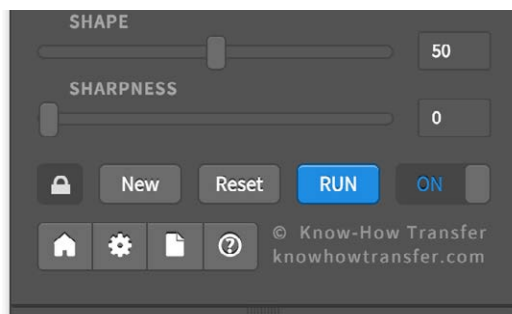 SHAPE
50
SHARPNESS
0
New Reset RUN ON
© Know-How Transfer
knowhowtransfer.com